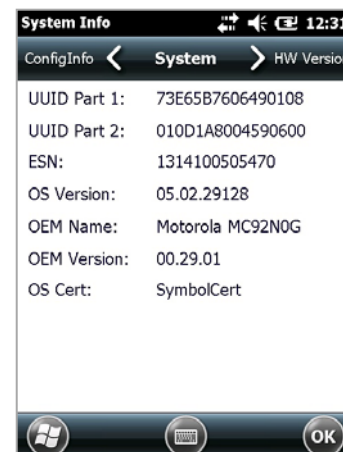 System Info 12:31
ConfigInfo System HW Version
UUID Part 1: 73E65B7606490108
UUID Part 2: 010D1A8004590600
ESN: 1314100505470
OS Version: 05.02.29128
OEM Name: Motorola MC92N0G
OEM Version: 00.29.01
OS Cert: SymbolCert
OK